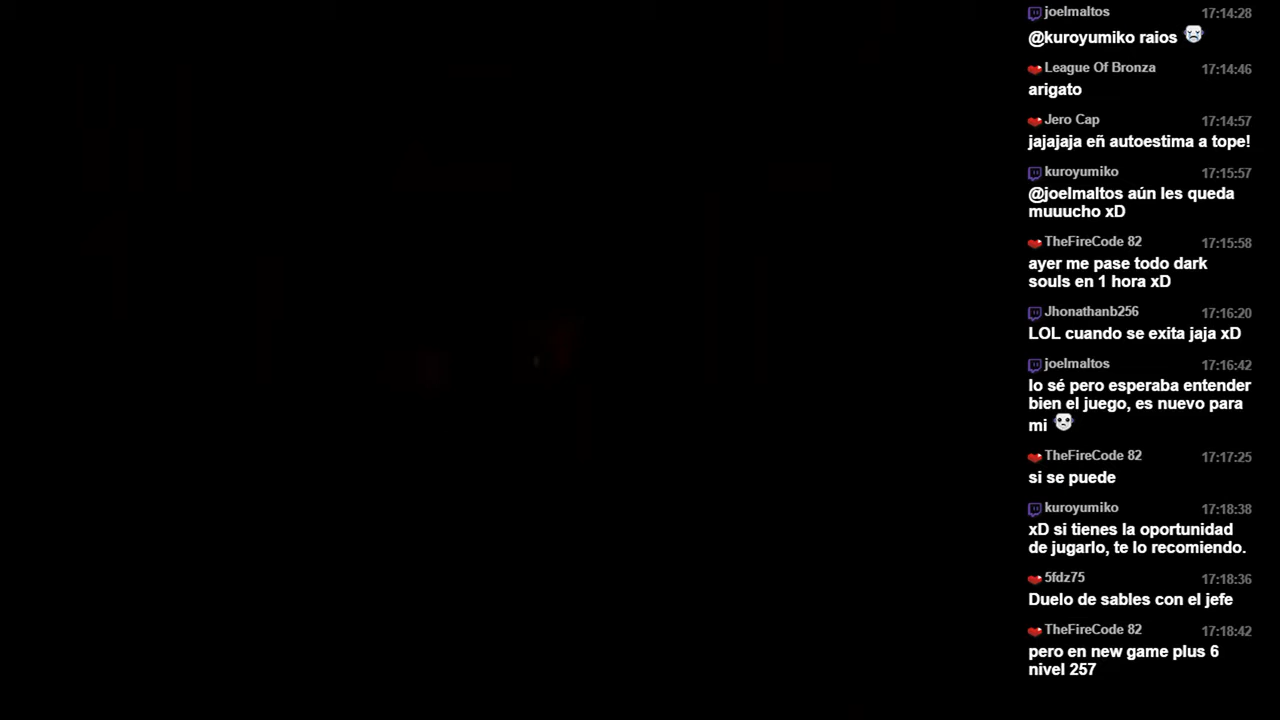 joelmaltos 17:14:28
@kuroyumiko raios
League Of Bronza 17:14:46
arigato
Jero Cap 17:14:57
jajajaja eñ autoestima a tope!
kuroyumiko 17:15:57
@joelmaltos aún les queda
muuucho xD
TheFireCode 82 17:15:58
ayer me pase todo dark
souls en 1 hora xD
Jhonathanb256 17:16:20
LOL cuando se exita jaja xD
joelmaltos 17:16:42
lo sé pero esperaba entender
bien el juego, es nuevo para
mi
TheFireCode 82 17:17:25
si se puede
kuroyumiko 17:18:38
xD si tienes la oportunidad
de jugarlo, te lo recomiendo.
5fdz75 17:18:36
Duelo de sables con el jefe
TheFireCode 82 17:18:42
pero en new game plus 6
nivel 257